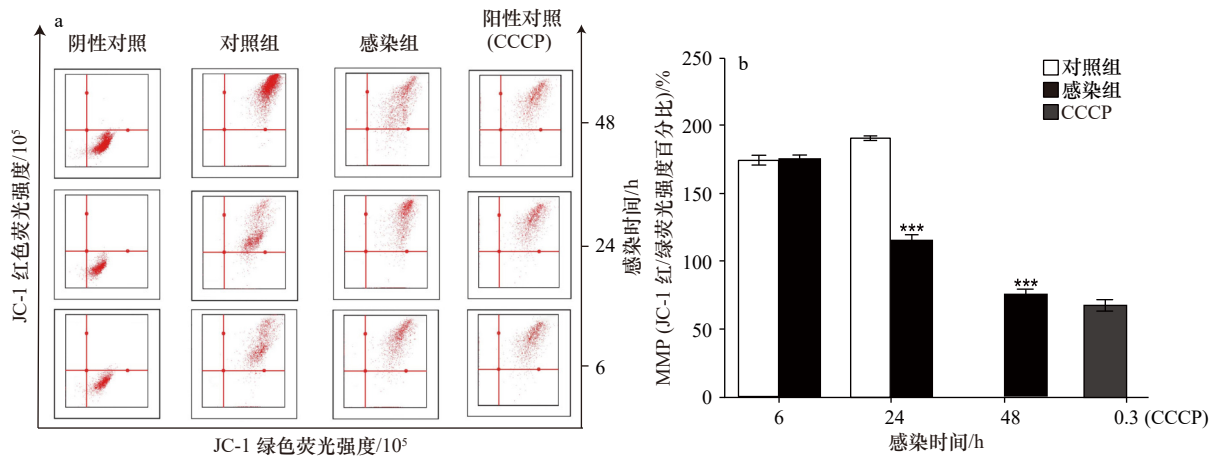 a
阴性对照
对照组
感染组
阳性对照
(CCCP)
JC-1 红色荧光强度/10⁵
48
24
6
感染时间/h
JC-1 绿色荧光强度/10⁵
b
对照组
感染组
CCCP
MMP (JC-1 红/绿荧光强度百分比)/%
250
200
150
100
50
0
***
***
6
24
48
0.3 (CCCP)
感染时间/h